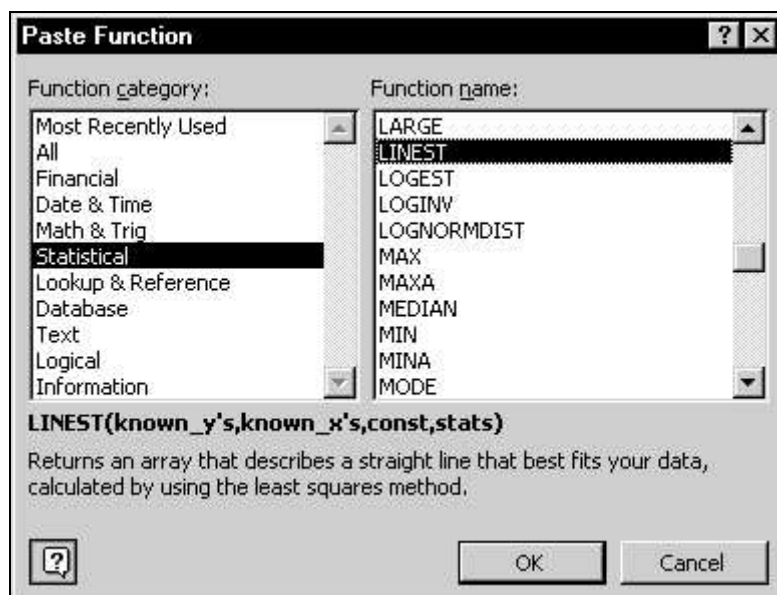 Paste Function
Function category:
Most Recently Used
All
Financial
Date & Time
Math & Trig
Statistical
Lookup & Reference
Database
Text
Logical
Information
Function name:
LARGE
LINEST
LOGEST
LOGINV
LOGNORMDIST
MAX
MAXA
MEDIAN
MIN
MINA
MODE
LINEST(known_y's,known_x's,const,stats)
Returns an array that describes a straight line that best fits your data,
calculated by using the least squares method.
OK
Cancel